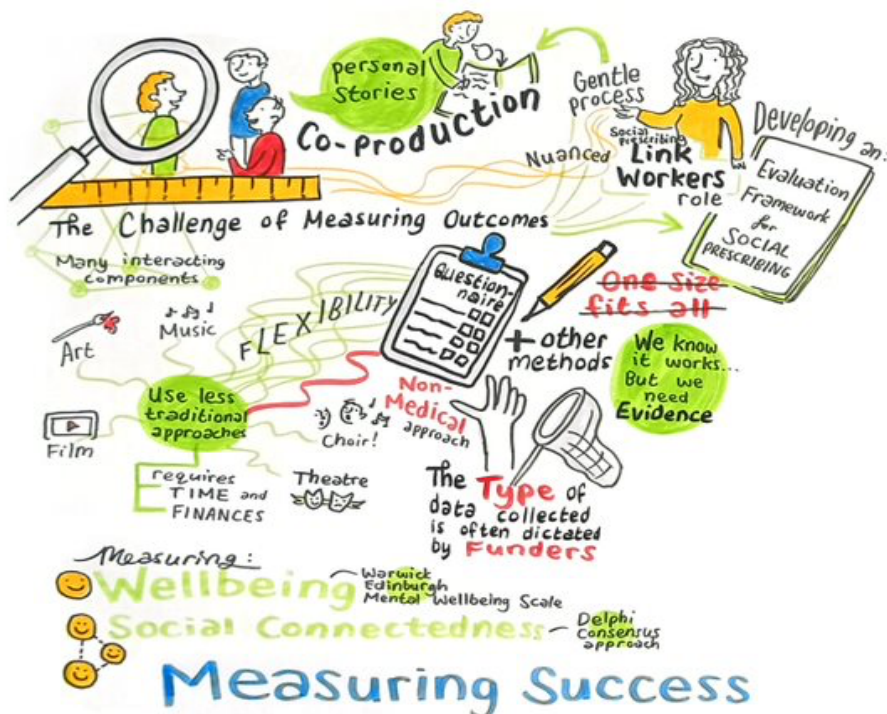 personal
stories
Co-production
Gentle
process
Nuanced
Social
prescribing
Link
Workers
role
Developing an:
Evaluation
Framework
for
SOCIAL
PRESCRIBING
The Challenge of Measuring Outcomes
Many interacting
components
Art
Music
FLEXIBILITY
Question-
naire
One size
fits all
+ other
methods
We know
it works...
But we
need
Evidence
Use less
traditional
approaches
Film
Choir!
Non-
Medical
approach
requires
TIME and
FINANCES
Theatre
The Type of
data collected
is often dictated
by Funders
Measuring:
Wellbeing
Warwick
Edinburgh
Mental Wellbeing Scale
Social Connectedness
Delphi
Consensus
approach
Measuring Success